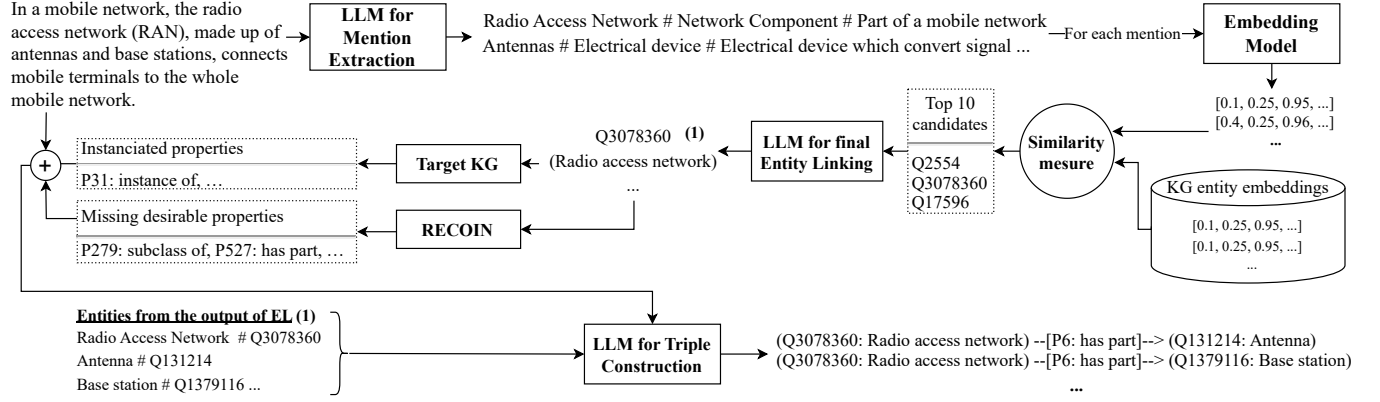 In a mobile network, the radio
access network (RAN), made up of
antennas and base stations, connects
mobile terminals to the whole
mobile network.
LLM for
Mention
Extraction
Radio Access Network # Network Component # Part of a mobile network
Antennas # Electrical device # Electrical device which convert signal ...
For each mention
Embedding
Model
[0.1, 0.25, 0.95, ...]
[0.4, 0.25, 0.96, ...]
...
KG entity embeddings
[0.1, 0.25, 0.95, ...]
[0.1, 0.25, 0.95, ...]
...
Similarity
mesure
Top 10
candidates
Q2554
Q3078360
Q17596
LLM for final
Entity Linking
Q3078360 (1)
(Radio access network)
...
Target KG
RECOIN
Instanciated properties
P31: instance of, …
Missing desirable properties
P279: subclass of, P527: has part, …
+
Entities from the output of EL (1)
Radio Access Network # Q3078360
Antenna # Q131214
Base station # Q1379116 ...
LLM for Triple
Construction
(Q3078360: Radio access network) --[P6: has part]--> (Q131214: Antenna)
(Q3078360: Radio access network) --[P6: has part]--> (Q1379116: Base station)
...